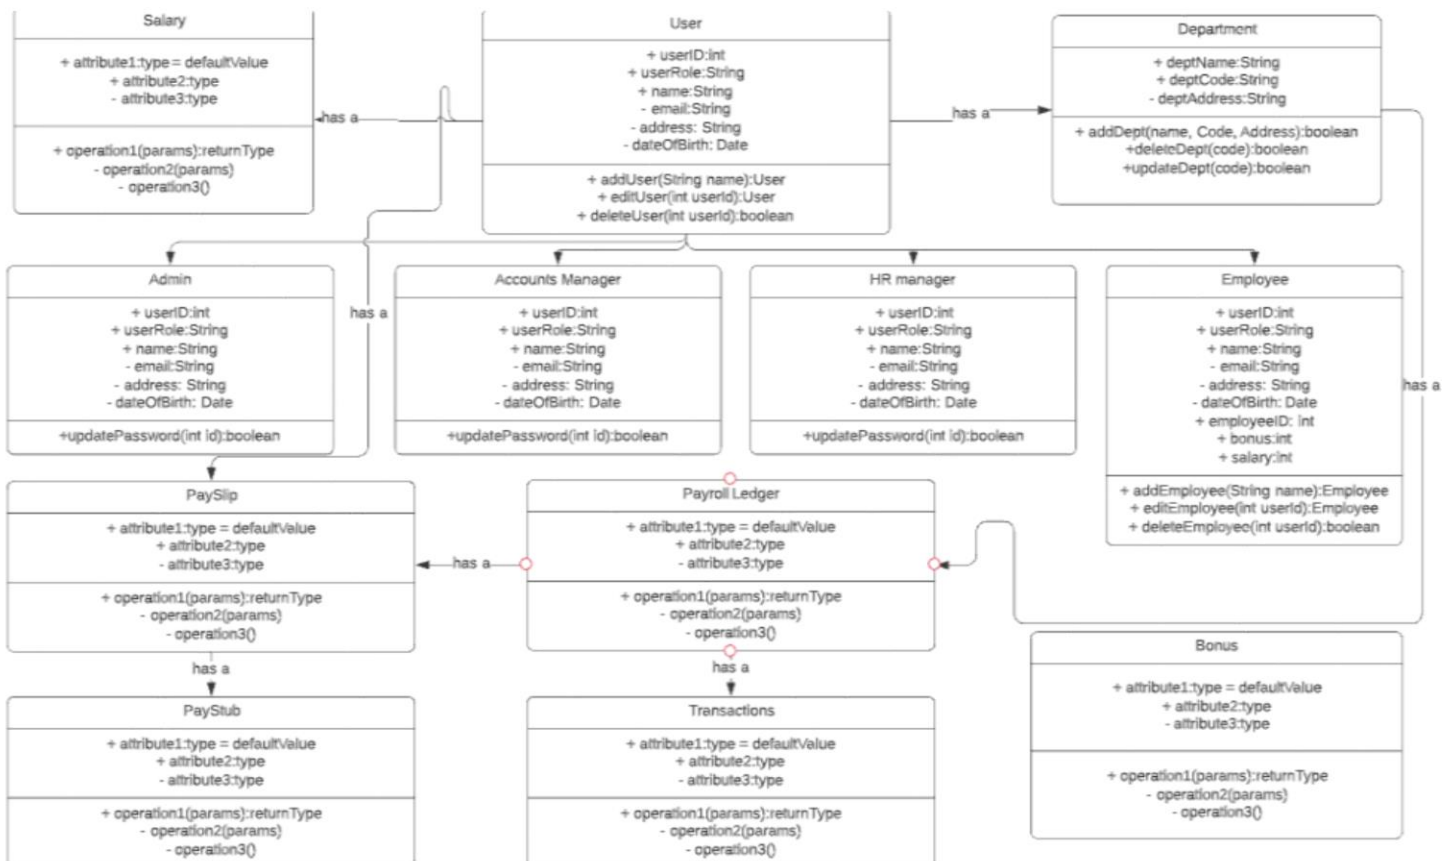 Salary
+ attribute1:type = defaultValue
+ attribute2:type
- attribute3:type
+ operation1(params):returnType
- operation2(params)
- operation3()
has a
User
+ userID:int
+ userRole:String
+ name:String
- email:String
- address: String
- dateOfBirth: Date
+ addUser(String name):User
+ editUser(int userId):User
+ deleteUser(int userId):boolean
has a
Department
+ deptName:String
+ deptCode:String
- deptAddress:String
+ addDept(name, Code, Address):boolean
+deleteDept(code):boolean
+updateDept(code):boolean
Admin
+ userID:int
+ userRole:String
+ name:String
- email:String
- address: String
- dateOfBirth: Date
+updatePassword(int id):boolean
has a
Accounts Manager
+ userID:int
+ userRole:String
+ name:String
- email:String
- address: String
- dateOfBirth: Date
+updatePassword(int id):boolean
HR manager
+ userID:int
+ userRole:String
+ name:String
- email:String
- address: String
- dateOfBirth: Date
+updatePassword(int id):boolean
Employee
+ userID:int
+ userRole:String
+ name:String
- email:String
- address: String
- dateOfBirth: Date
+ employeeID: int
+ bonus:int
+ salary:int
+ addEmployee(String name):Employee
+ editEmployee(int userId):Employee
+ deleteEmployee(int userId):boolean
has a
PaySlip
+ attribute1:type = defaultValue
+ attribute2:type
- attribute3:type
+ operation1(params):returnType
- operation2(params)
- operation3()
has a
Payroll Ledger
+ attribute1:type = defaultValue
+ attribute2:type
- attribute3:type
+ operation1(params):returnType
- operation2(params)
- operation3()
has a
has a
PayStub
+ attribute1:type = defaultValue
+ attribute2:type
- attribute3:type
+ operation1(params):returnType
- operation2(params)
- operation3()
Transactions
+ attribute1:type = defaultValue
+ attribute2:type
- attribute3:type
+ operation1(params):returnType
- operation2(params)
- operation3()
Bonus
+ attribute1:type = defaultValue
+ attribute2:type
- attribute3:type
+ operation1(params):returnType
- operation2(params)
- operation3()